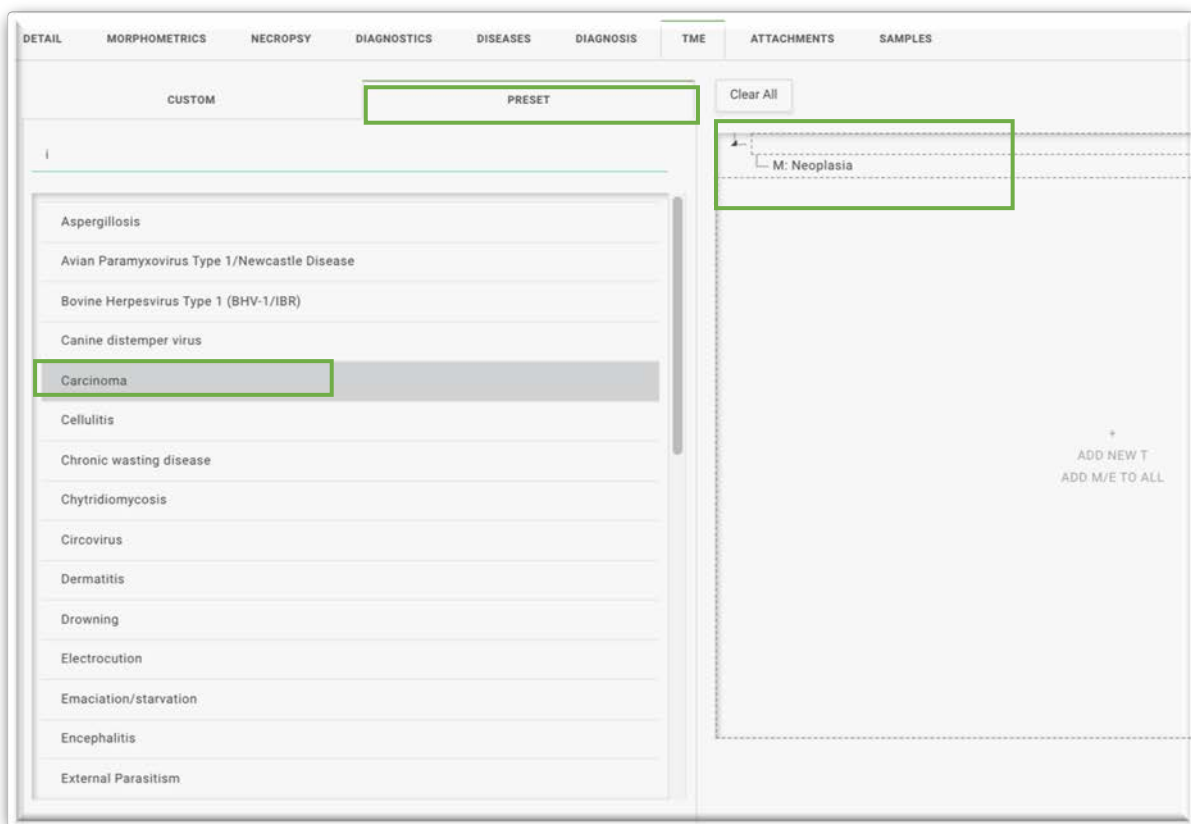 DETAIL MORPHOMETRICS NECROPSY DIAGNOSTICS DISEASES DIAGNOSIS TME ATTACHMENTS SAMPLES
CUSTOM PRESET
i
Aspergillosis
Avian Paramyxovirus Type 1/Newcastle Disease
Bovine Herpesvirus Type 1 (BHV-1/IBR)
Canine distemper virus
Carcinoma
Cellulitis
Chronic wasting disease
Chytridiomycosis
Circovirus
Dermatitis
Drowning
Electrocution
Emaciation/starvation
Encephalitis
External Parasitism
Clear All
M: Neoplasia
+
ADD NEW T
ADD M/E TO ALL